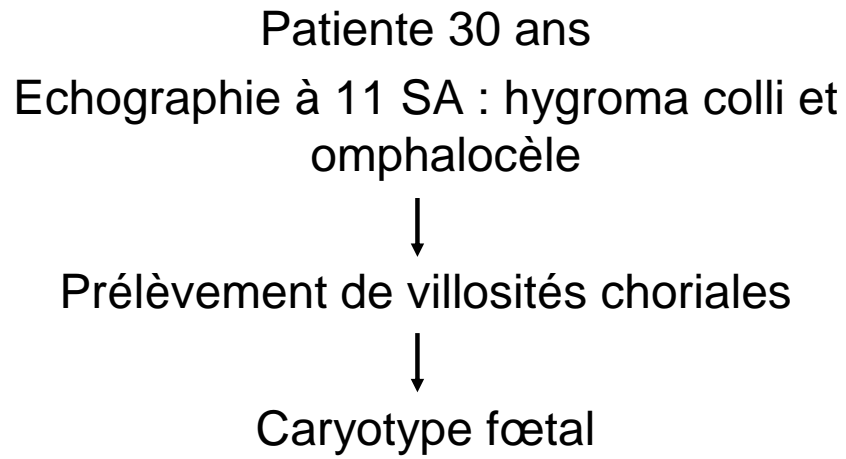 Patiente 30 ans
Echographie à 11 SA : hygroma colli et
omphalocèle
Prélèvement de villosités choriales
Caryotype fœtal